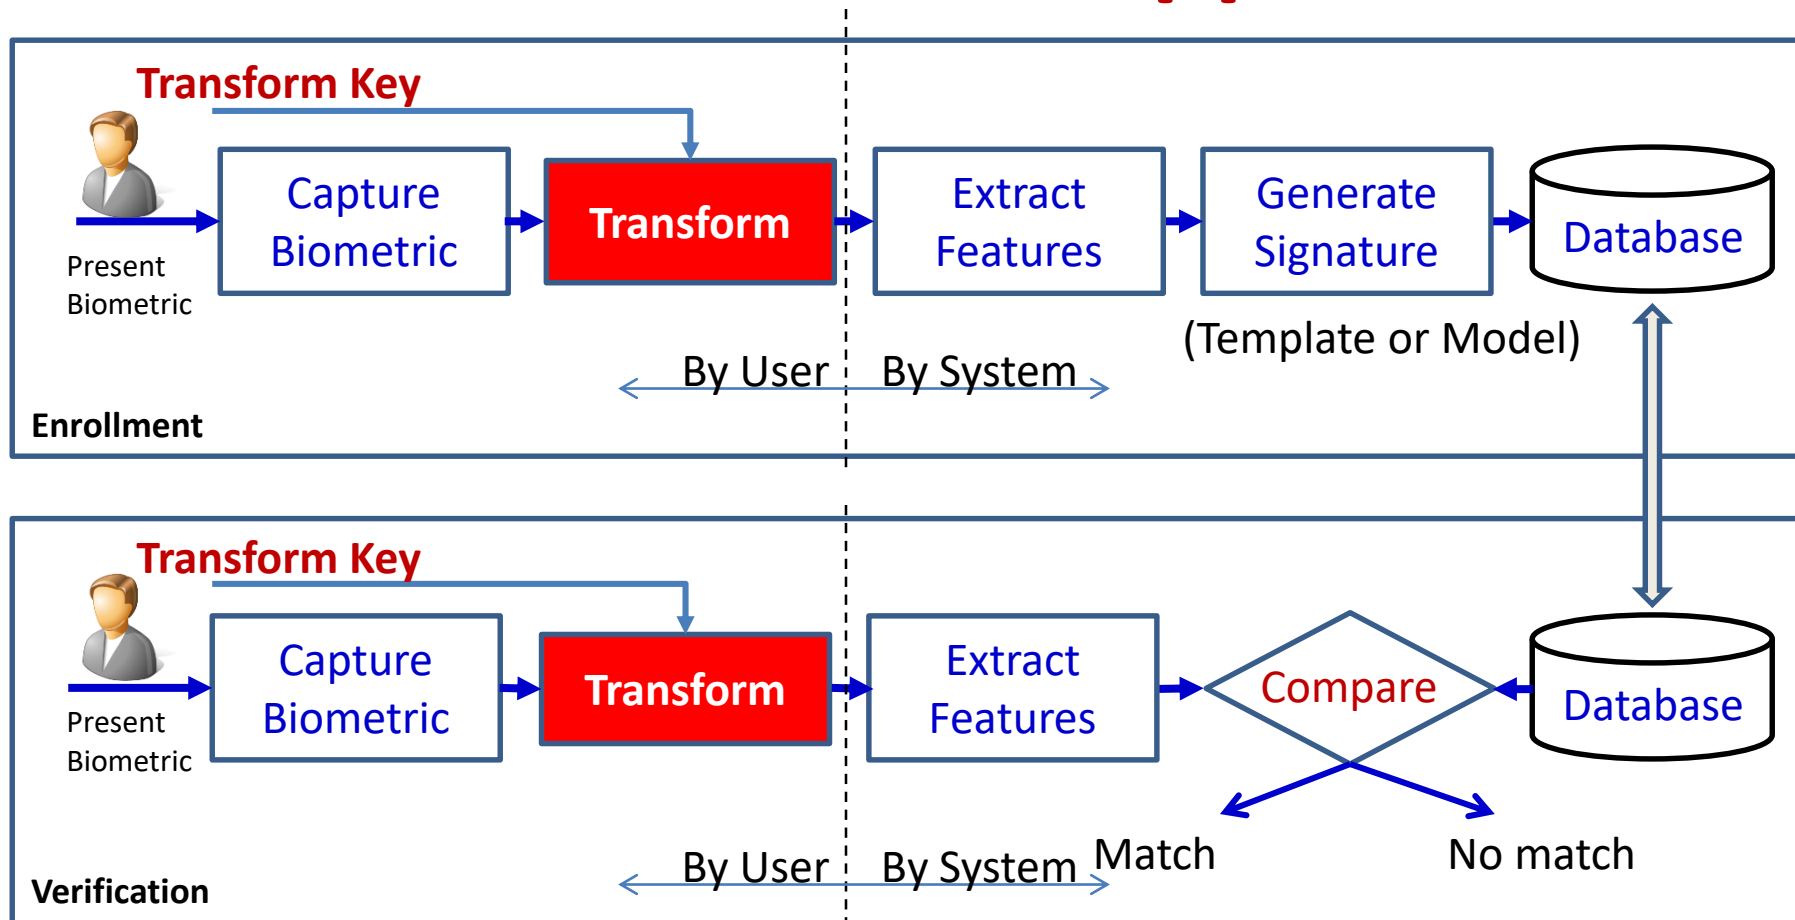 Transform Key
Present
Biometric
Capture
Biometric
Transform
Extract
Features
Generate
Signature
Database
(Template or Model)
By User
By System
Enrollment
Transform Key
Present
Biometric
Capture
Biometric
Transform
Extract
Features
Compare
Database
Match
No match
By User
By System
Verification